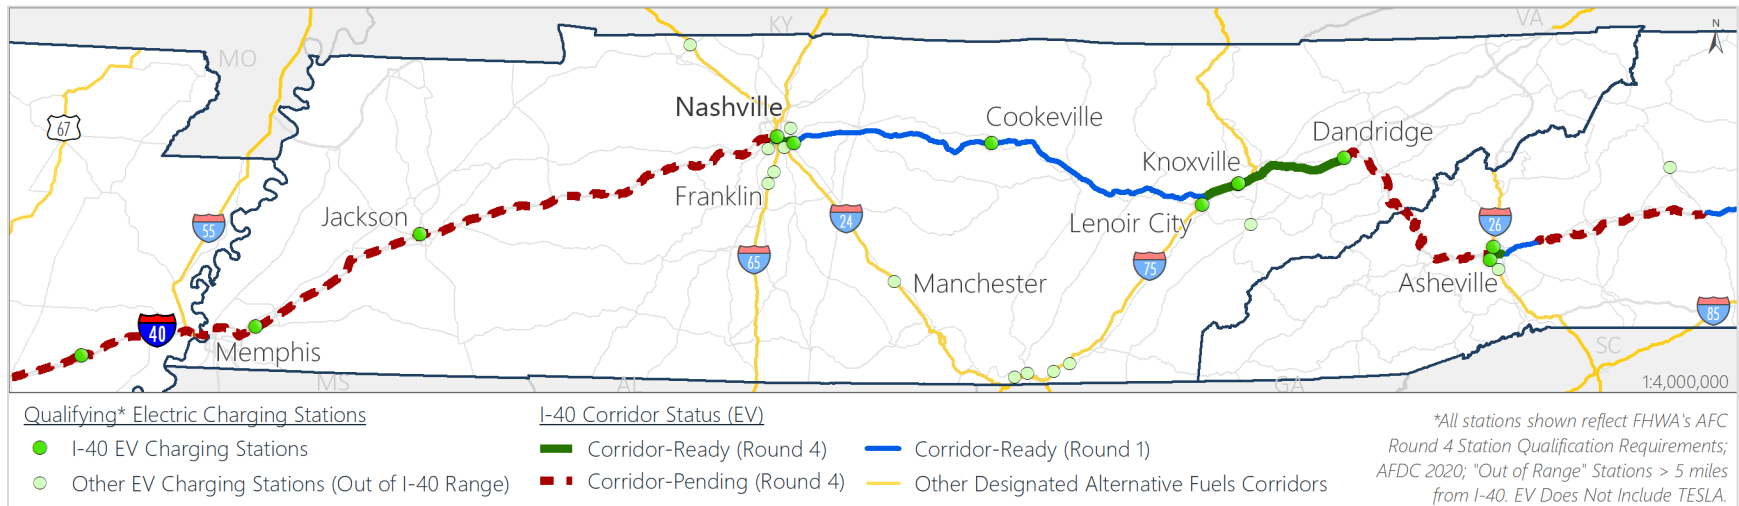 KY
VA
N
MO
67
Nashville
Cookeville
Dandridge
Knoxville
Franklin
Jackson
Lenoir City
55
24
26
65
75
Manchester
Asheville
85
40
Memphis
SC
MS
AL
GA
1:4,000,000
Qualifying* Electric Charging Stations
I-40 EV Charging Stations
Other EV Charging Stations (Out of I-40 Range)
I-40 Corridor Status (EV)
Corridor-Ready (Round 4)
Corridor-Ready (Round 1)
Corridor-Pending (Round 4)
Other Designated Alternative Fuels Corridors
*All stations shown reflect FHWA's AFC
Round 4 Station Qualification Requirements;
AFDC 2020; "Out of Range" Stations > 5 miles
from I-40. EV Does Not Include TESLA.